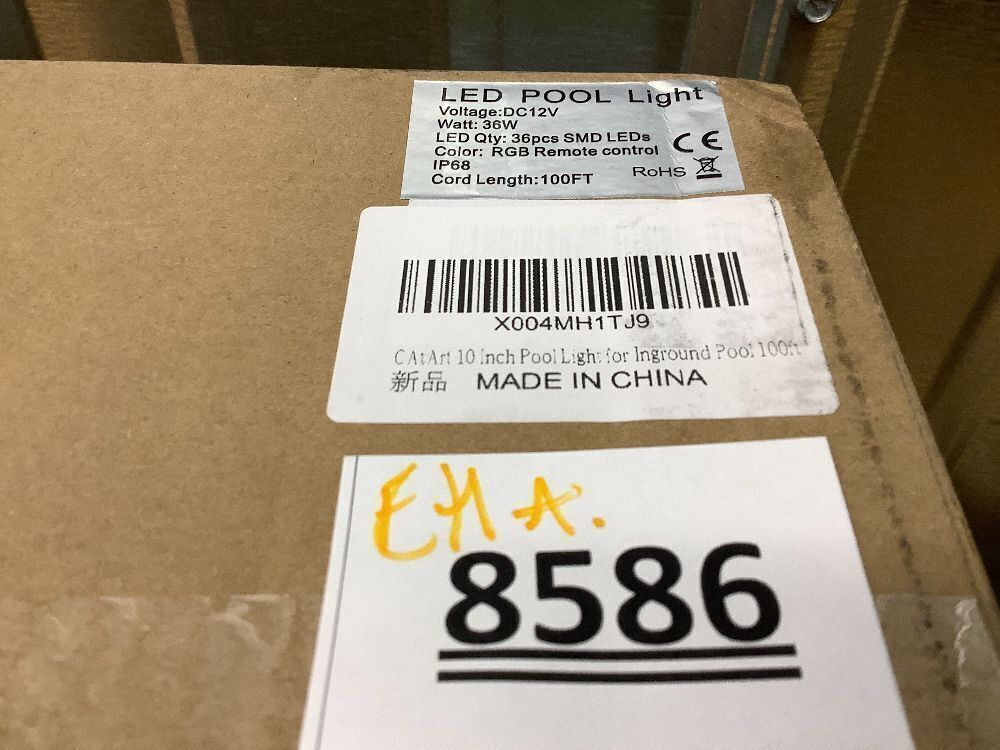 LED POOL Light
Voltage:DC12V
Watt: 36W
LED Qty: 36pcs SMD LEDs
Color: RGB Remote control
IP68
Cord Length:100FT
CE
RoHS
X004MH1TJ9
CAtArt 10 Inch Pool Light for Inground Pool 100ft
新品 MADE IN CHINA
EHA.
8586